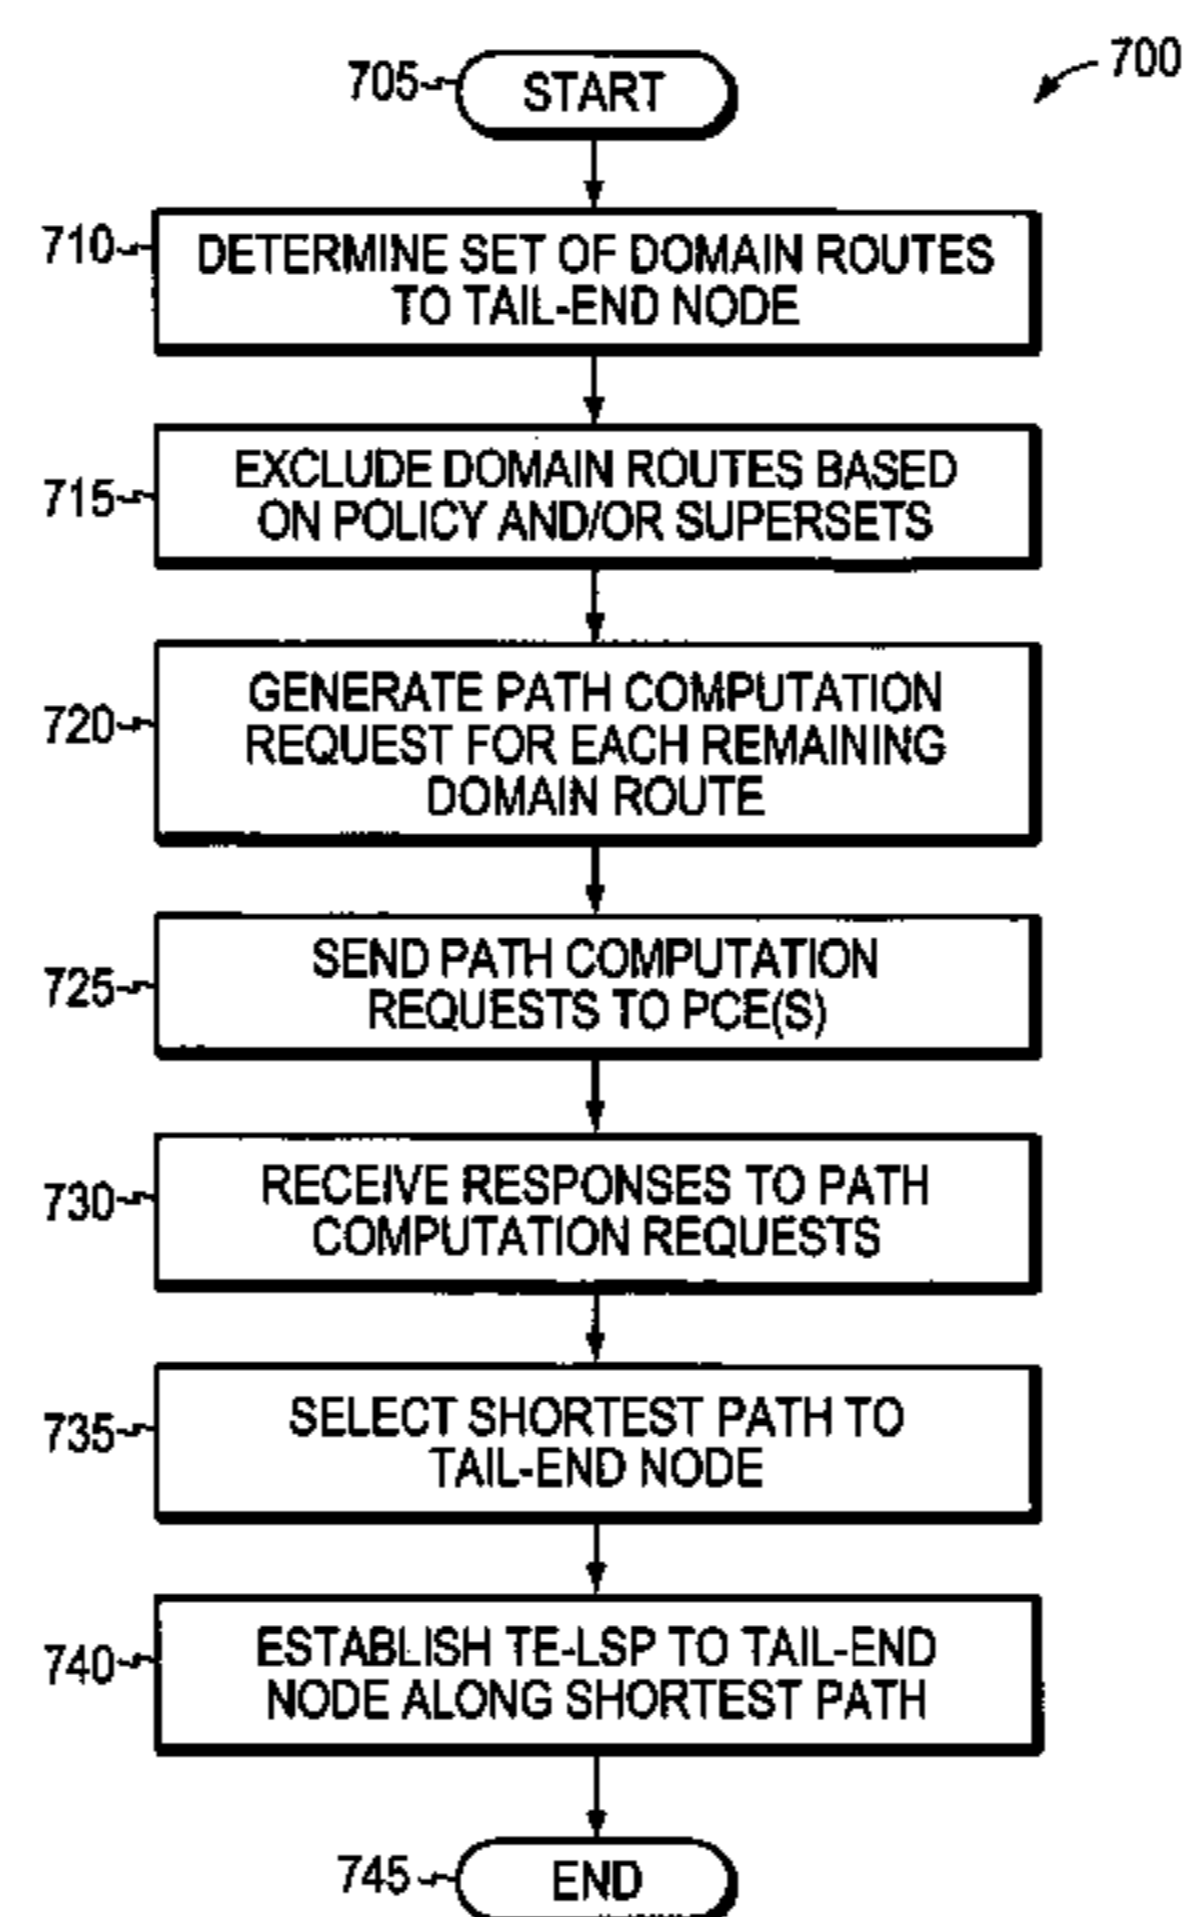 700
705
START
710
DETERMINE SET OF DOMAIN ROUTES
TO TAIL-END NODE
715
EXCLUDE DOMAIN ROUTES BASED
ON POLICY AND/OR SUPERSETS
720
GENERATE PATH COMPUTATION
REQUEST FOR EACH REMAINING
DOMAIN ROUTE
725
SEND PATH COMPUTATION
REQUESTS TO PCE(S)
730
RECEIVE RESPONSES TO PATH
COMPUTATION REQUESTS
735
SELECT SHORTEST PATH TO
TAIL-END NODE
740
ESTABLISH TE-LSP TO TAIL-END
NODE ALONG SHORTEST PATH
745
END